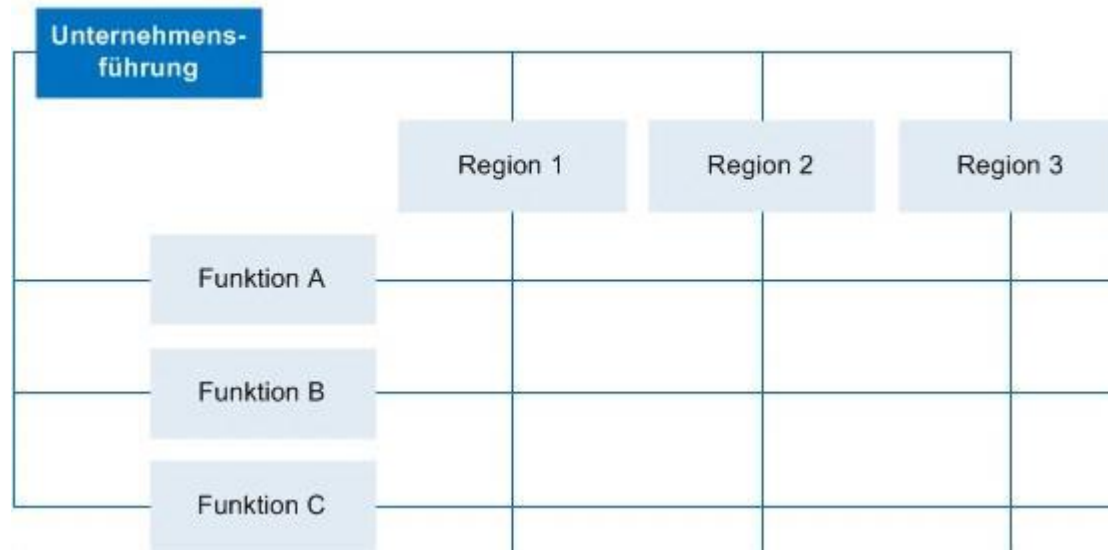 Unternehmens-
führung
Region 1
Region 2
Region 3
Funktion A
Funktion B
Funktion C